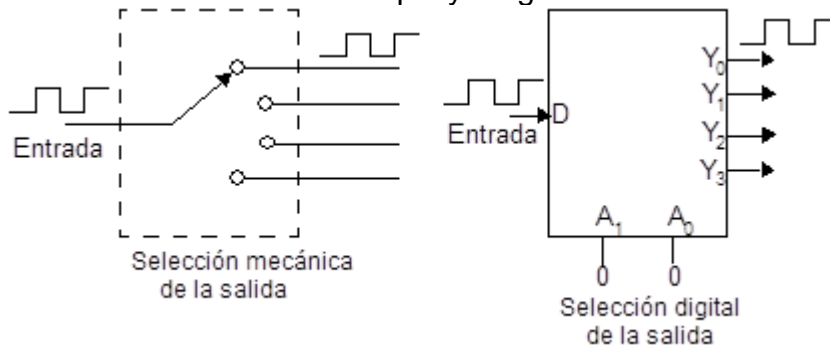 Entrada
Selección mecánica
de la salida
Entrada
D
Y0
Y1
Y2
Y3
A1 A0
0 0
Selección digital
de la salida